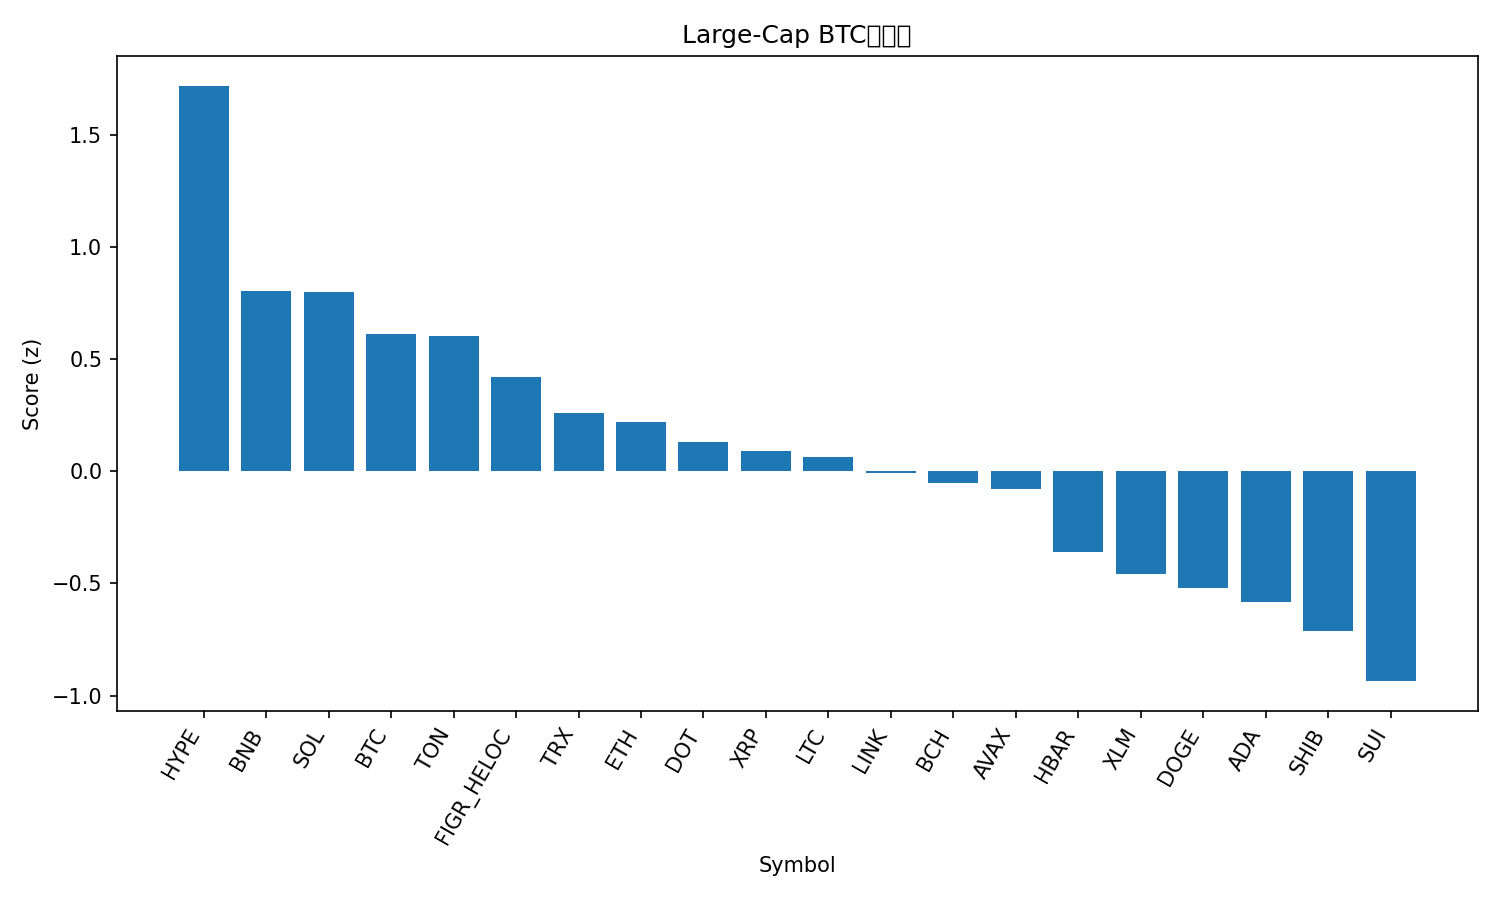 Large-Cap BTC
Score (z)
1.5
1.0
0.5
0.0
−0.5
−1.0
HYPE
BNB
SOL
BTC
TON
FIGR_HELOC
TRX
ETH
DOT
XRP
LTC
LINK
BCH
AVAX
HBAR
XLM
DOGE
ADA
SHIB
SUI
Symbol